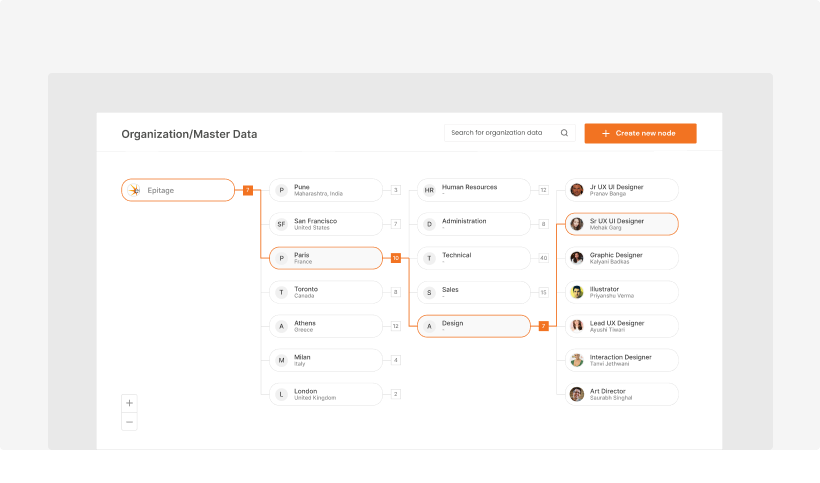 Organization/Master Data
Search for organization data
+ Create new node
Epitage
7
P
Pune
Maharashtra, India
3
SF
San Francisco
United States
7
P
Paris
France
10
T
Toronto
Canada
8
A
Athens
Greece
12
M
Milan
Italy
4
L
London
United Kingdom
2
HR
Human Resources
–
12
D
Administration
–
8
T
Technical
–
40
S
Sales
–
15
A
Design
–
7
Jr UX UI Designer
Pranav Banga
Sr UX UI Designer
Mehak Garg
Graphic Designer
Kalyani Badkas
Illustrator
Priyanshu Verma
Lead UX Designer
Ayushi Tiwari
Interaction Designer
Tanvi Jethwani
Art Director
Saurabh Singhal
+
–